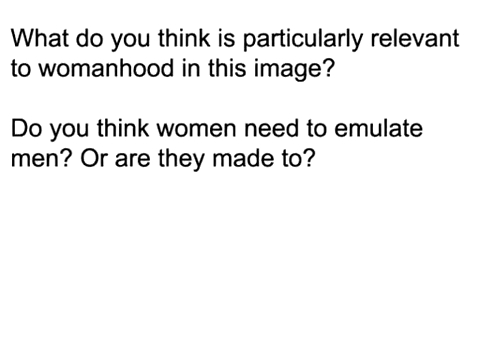 What do you think is particularly relevant
to womanhood in this image?
Do you think women need to emulate
men? Or are they made to?